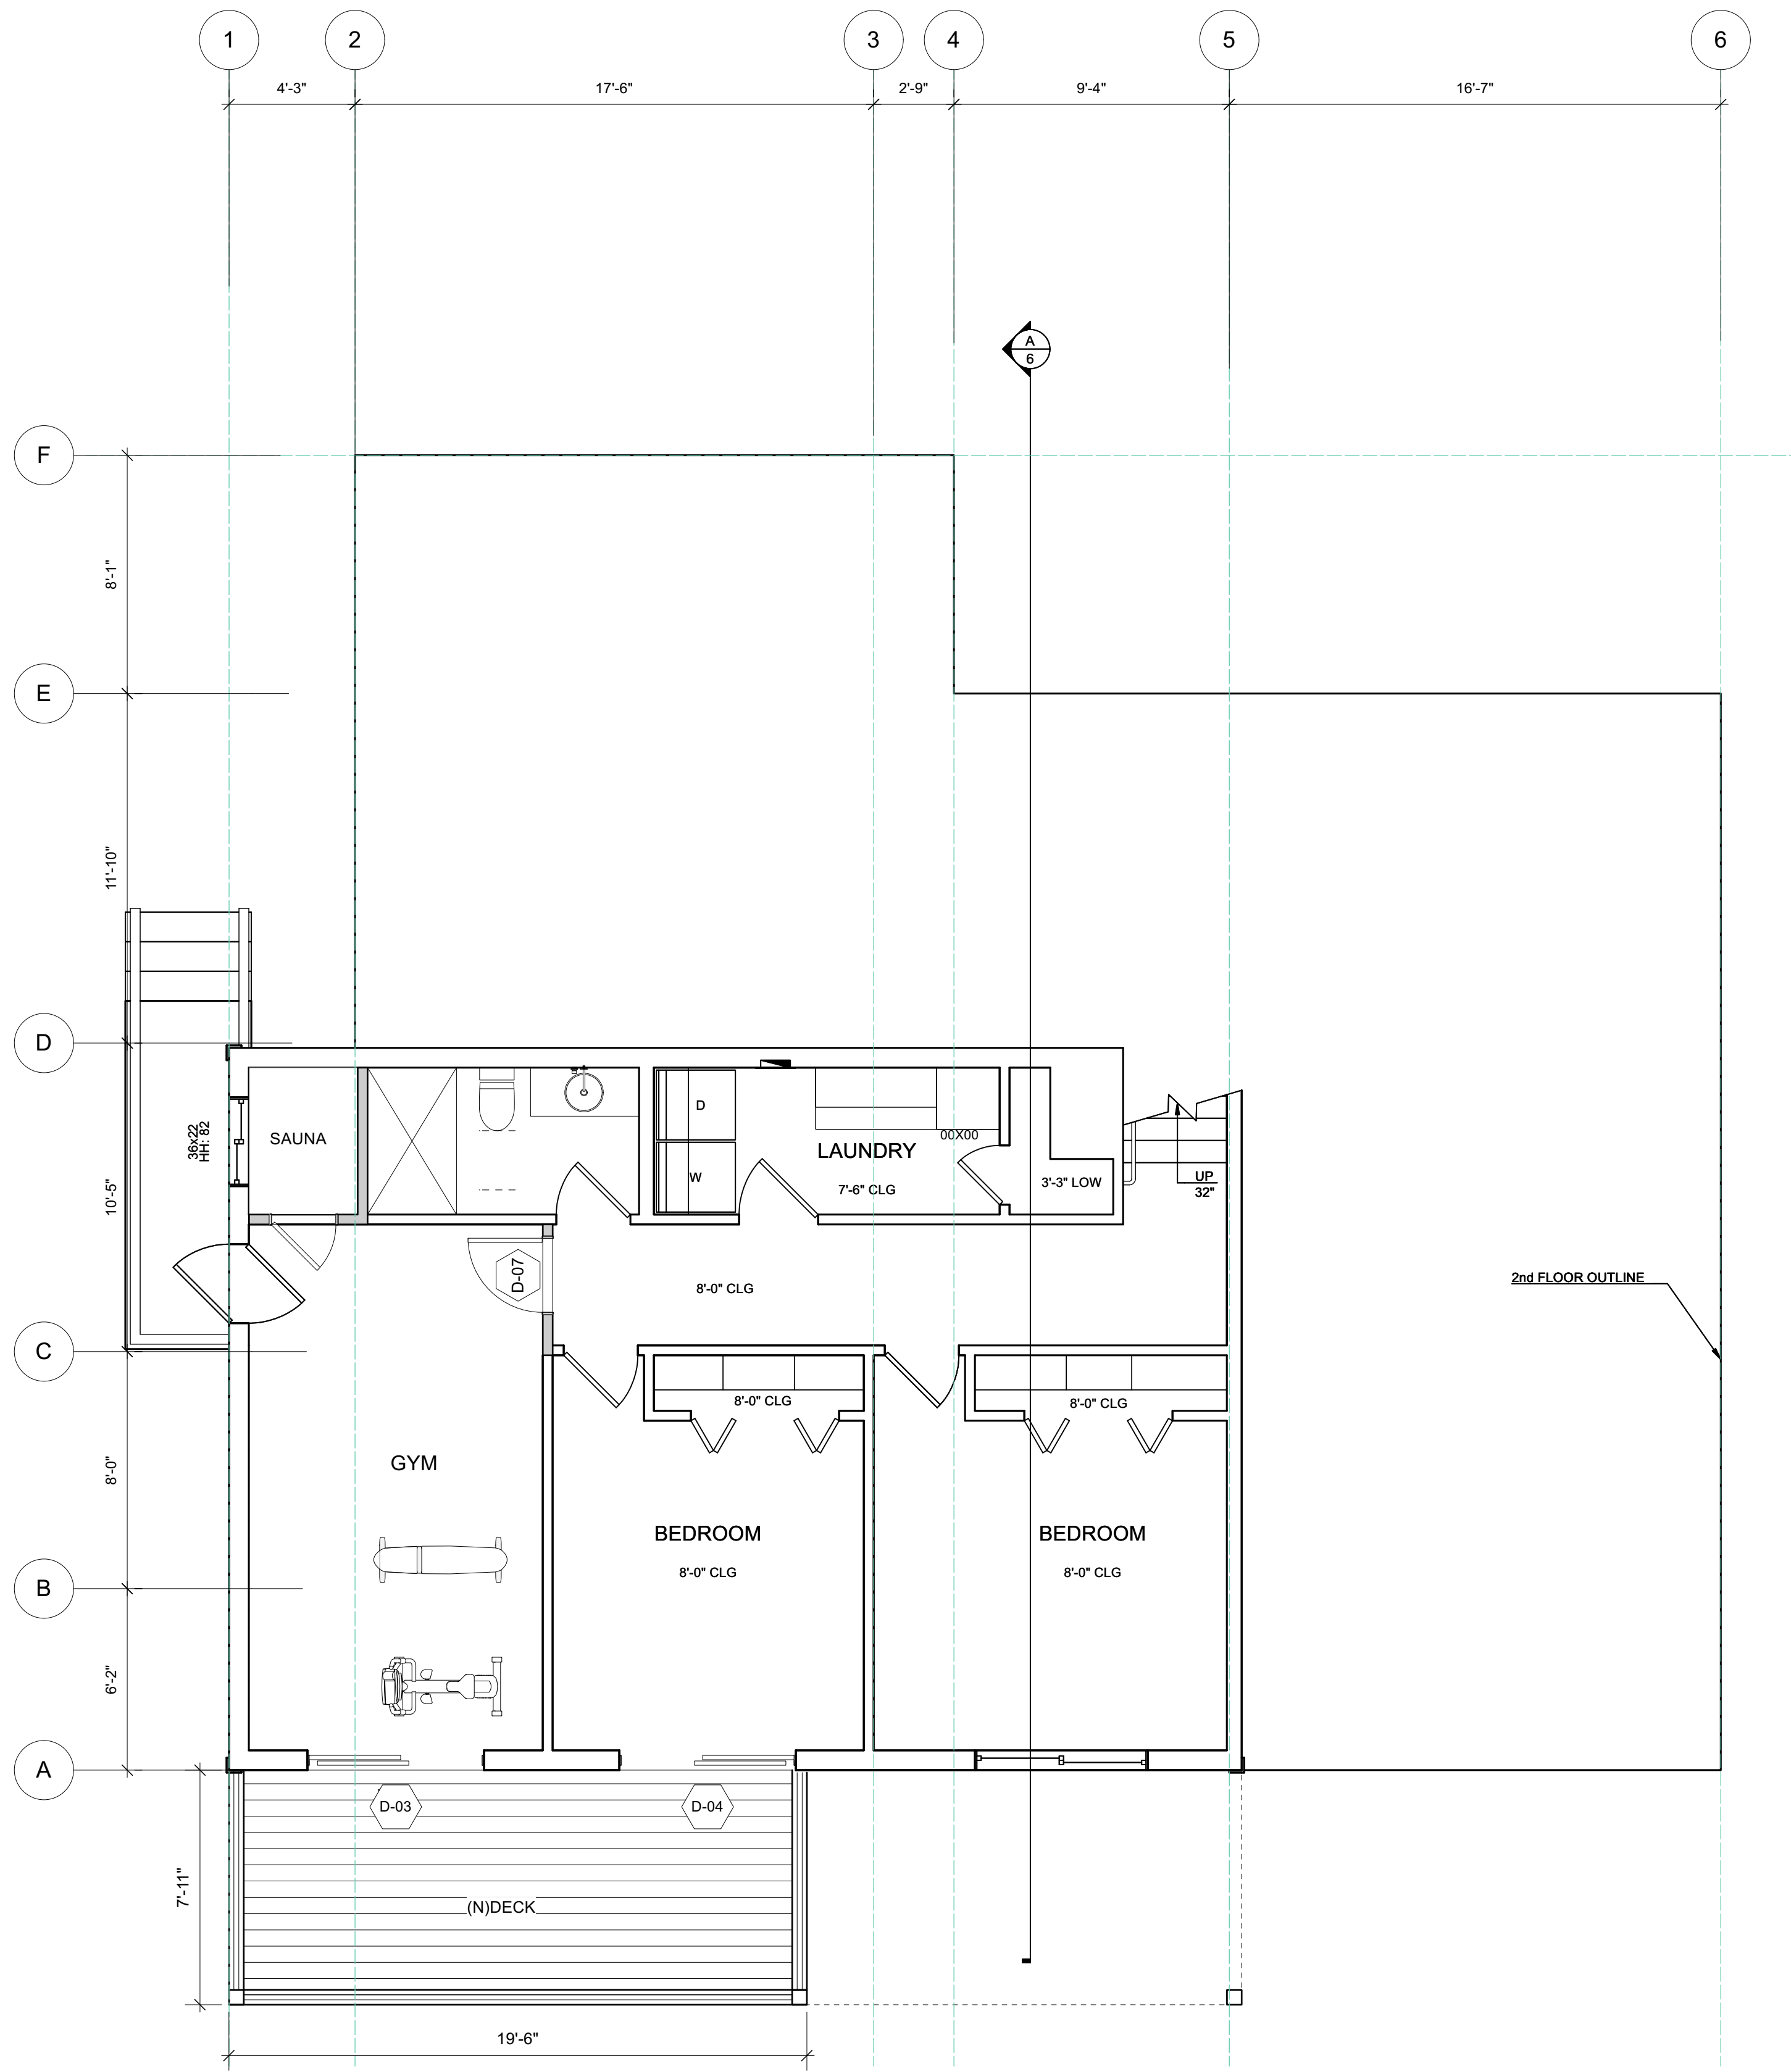 1
2
3
4
5
6
4'-3"
17'-6"
2'-9"
9'-4"
16'-7"
A
6
F
8'-1"
E
11'-10"
D
36x22
HH: 82
SAUNA
D
W
LAUNDRY
00X00
7'-6" CLG
3'-3" LOW
UP
32"
10'-5"
D-07
8'-0" CLG
2nd FLOOR OUTLINE
C
8'-0" CLG
8'-0" CLG
8'-0"
GYM
BEDROOM
8'-0" CLG
BEDROOM
8'-0" CLG
B
6'-2"
A
D-03
D-04
7'-11"
(N)DECK
19'-6"